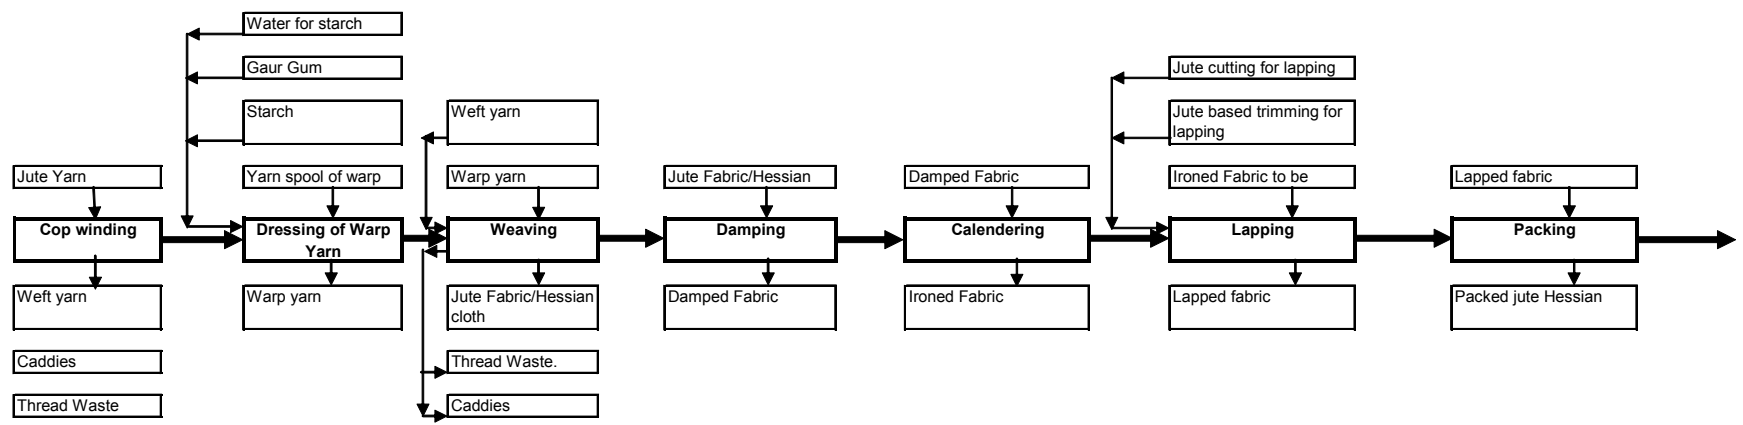 Water for starch
Gaur Gum
Jute cutting for lapping
Starch
Weft yarn
Jute based trimming for
lapping
Jute Yarn
Yarn spool of warp
Warp yarn
Jute Fabric/Hessian
Damped Fabric
Ironed Fabric to be
Lapped fabric
Cop winding
Dressing of Warp
Yarn
Weaving
Damping
Calendering
Lapping
Packing
Weft yarn
Warp yarn
Jute Fabric/Hessian
cloth
Damped Fabric
Ironed Fabric
Lapped fabric
Packed jute Hessian
Caddies
Thread Waste.
Thread Waste
Caddies